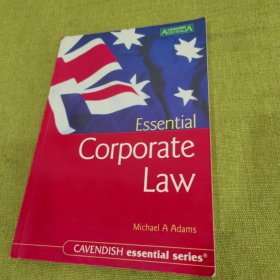 AUSTRALIA
Essential
Corporate
Law
Michael A Adams
CAVENDISH essential series®